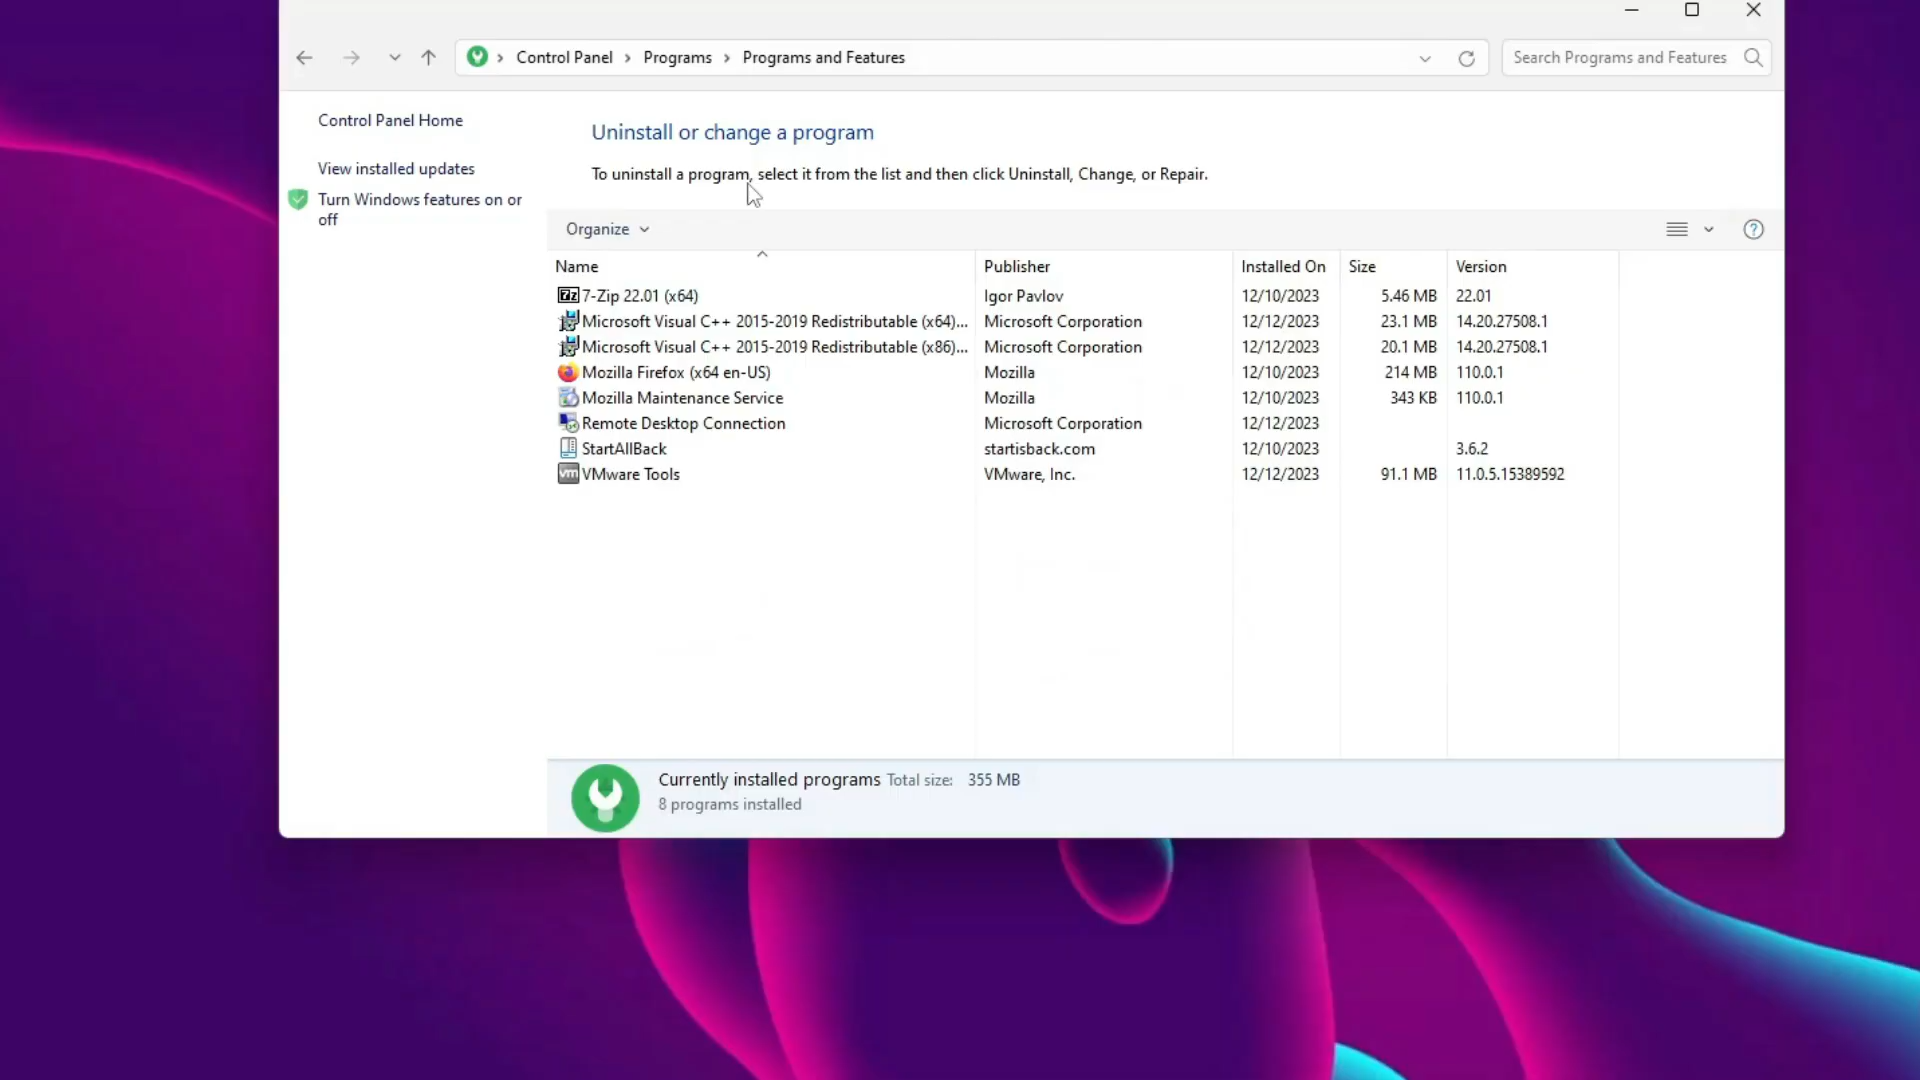 Control Panel > Programs > Programs and Features
Search Programs and Features
Control Panel Home
View installed updates
Turn Windows features on or
off
Uninstall or change a program
To uninstall a program, select it from the list and then click Uninstall, Change, or Repair.
Organize
Name Publisher Installed On Size Version
7-Zip 22.01 (x64) Igor Pavlov 12/10/2023 5.46 MB 22.01
Microsoft Visual C++ 2015-2019 Redistributable (x64)... Microsoft Corporation 12/12/2023 23.1 MB 14.20.27508.1
Microsoft Visual C++ 2015-2019 Redistributable (x86)... Microsoft Corporation 12/12/2023 20.1 MB 14.20.27508.1
Mozilla Firefox (x64 en-US) Mozilla 12/10/2023 214 MB 110.0.1
Mozilla Maintenance Service Mozilla 12/10/2023 343 KB 110.0.1
Remote Desktop Connection Microsoft Corporation 12/12/2023
StartAllBack startisback.com 12/10/2023 3.6.2
vm VMware Tools VMware, Inc. 12/12/2023 91.1 MB 11.0.5.15389592
Currently installed programs Total size: 355 MB
8 programs installed